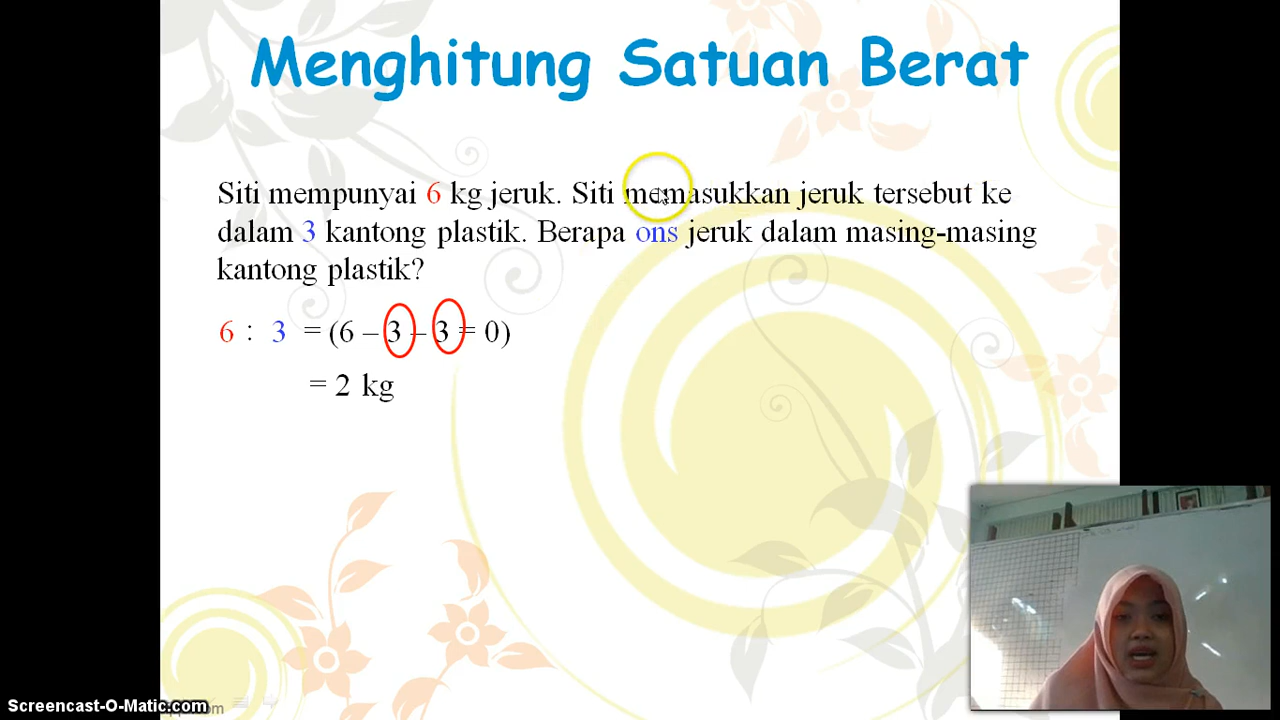 Menghitung Satuan Berat
Siti mempunyai 6 kg jeruk. Siti memasukkan jeruk tersebut ke
dalam 3 kantong plastik. Berapa ons jeruk dalam masing-masing
kantong plastik?
6 : 3 = (6 – 3 – 3 = 0)
= 2 kg
Screencast-O-Matic.com